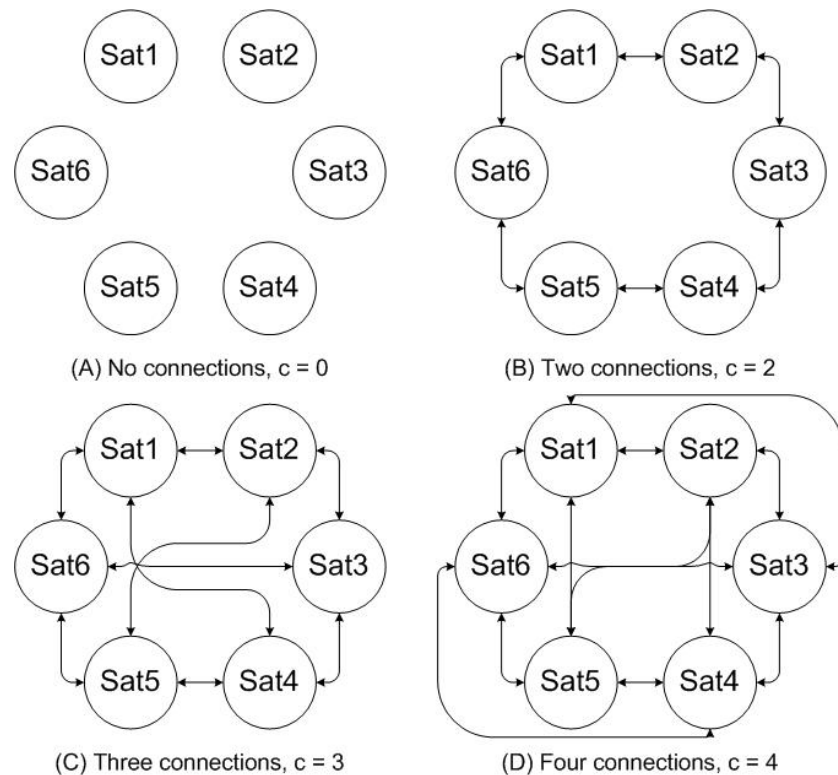 Sat1 Sat2
Sat6 Sat3
Sat5 Sat4
(A) No connections, c = 0
Sat1 Sat2
Sat6 Sat3
Sat5 Sat4
(B) Two connections, c = 2
Sat1 Sat2
Sat6 Sat3
Sat5 Sat4
(C) Three connections, c = 3
Sat1 Sat2
Sat6 Sat3
Sat5 Sat4
(D) Four connections, c = 4